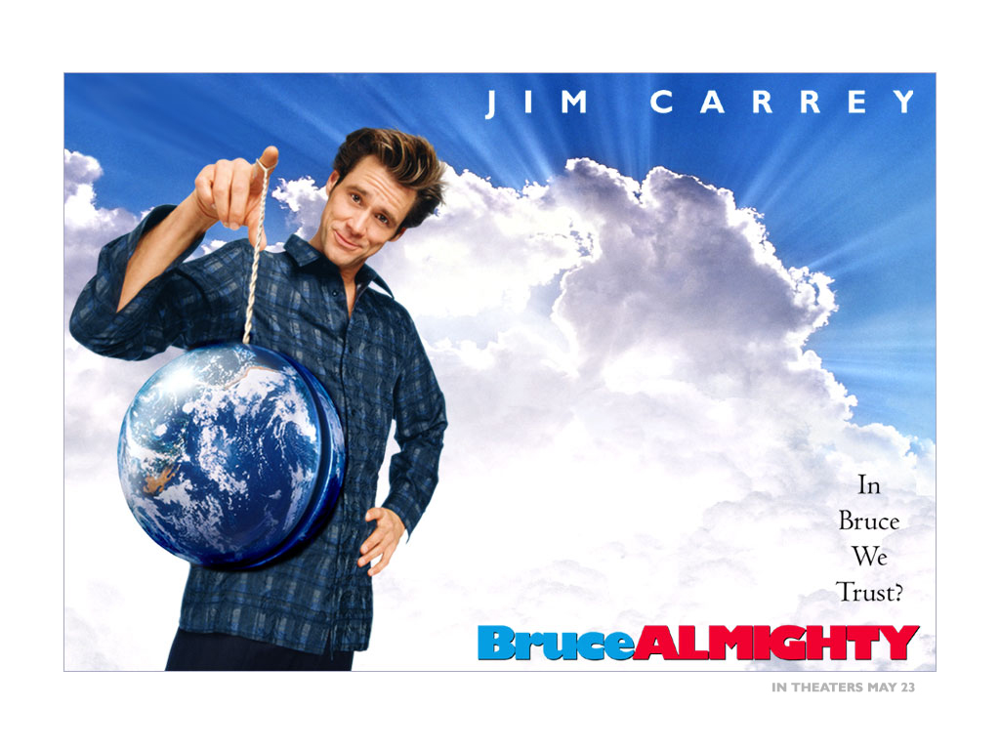 JIM CARREY
In
Bruce
We
Trust?
BruceALMIGHTY
IN THEATERS MAY 23